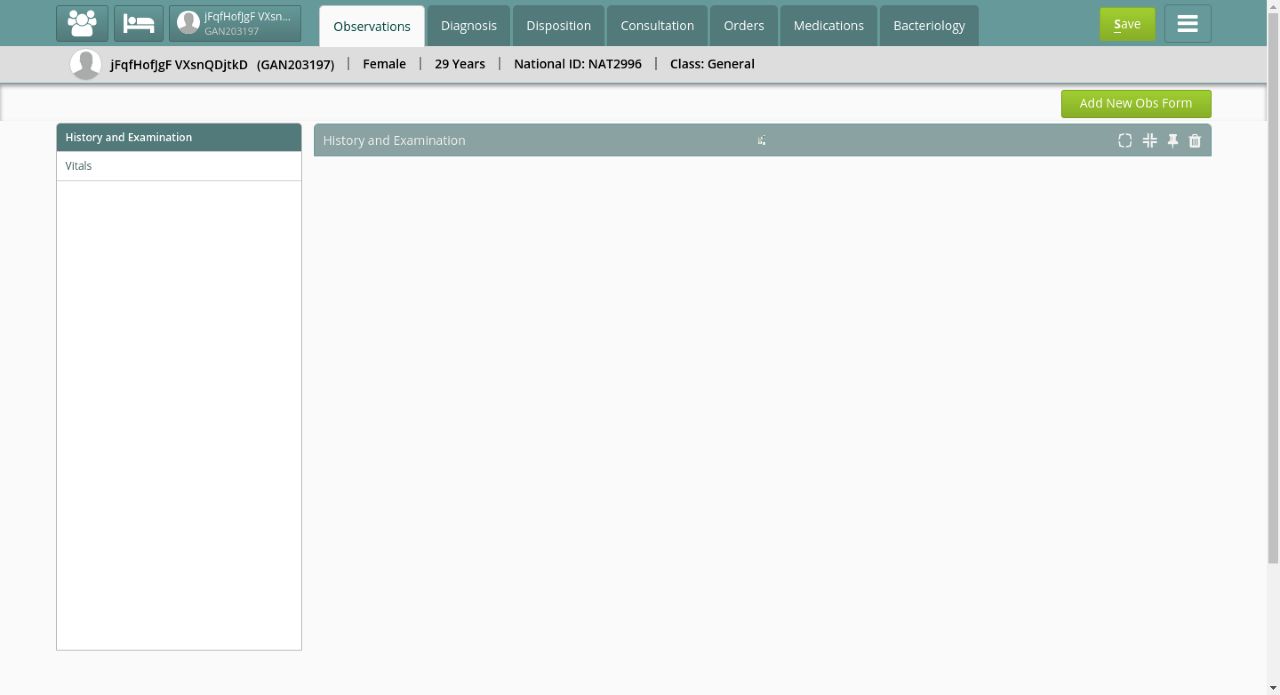 jFqfHofJgF VXsn...
GAN203197
Observations
Diagnosis
Disposition
Consultation
Orders
Medications
Bacteriology
Save
jFqfHofJgF VXsnQDjtkD (GAN203197) | Female | 29 Years | National ID: NAT2996 | Class: General
Add New Obs Form
History and Examination
Vitals
History and Examination